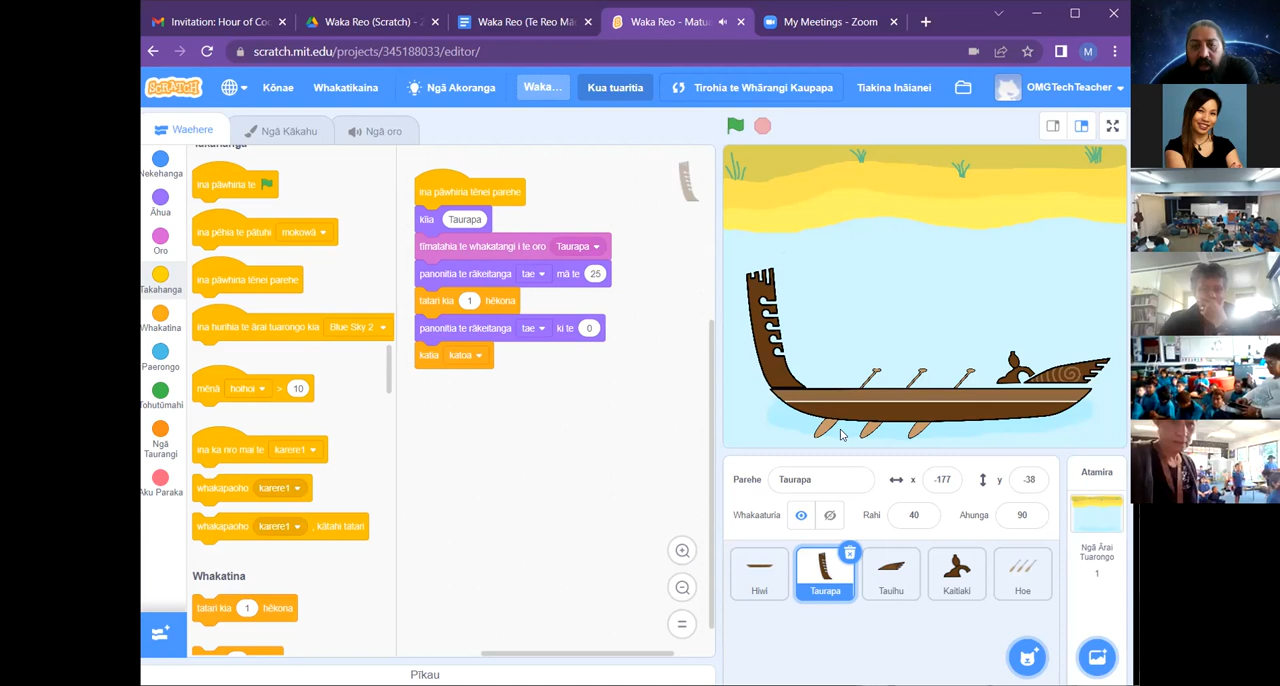 Invitation: Hour of Co
Waka Reo (Scratch) - 2
Waka Reo (Te Reo Mā
Waka Reo - Matua
My Meetings - Zoom
scratch.mit.edu/projects/345188033/editor/
M
SCRATCH
Kōnae
Whakatikaina
Ngā Akoranga
Waka...
Kua tuaritia
Tirohia te Whārangi Kaupapa
Tiakina Ināianei
OMGTechTeacher
Waehere
Ngā Kākahu
Ngā oro
Nekehanga
Āhua
Oro
Takahanga
Whakatina
Paerongo
Tohutūmahi
Ngā
Taurangi
Aku Paraka
Takahanga
ina pāwhiria te
ina pēhia te pātuhi mokowā
ina pāwhiria tēnei parehe
ina hurihia te ārai tuarongo kia Blue Sky 2
mēnā hoihoi > 10
ina ka riro mai te karere1
whakapaoho karere1
whakapaoho karere1 , kātahi tatari
Whakatina
tatari kia 1 hēkona
ina pāwhiria tēnei parehe
kīia Taurapa
tīmatahia te whakatangi i te oro Taurapa
panonitia te rākeitanga tae mā te 25
tatari kia 1 hēkona
panonitia te rākeitanga tae ki te 0
katia katoa
Pīkau
Parehe Taurapa x -177 y -38
Whakaaturia Rahi 40 Ahunga 90
Hiwi
Taurapa
Tauihu
Kaitiaki
Hoe
Atamira
Ngā Ārai
Tuarongo
1